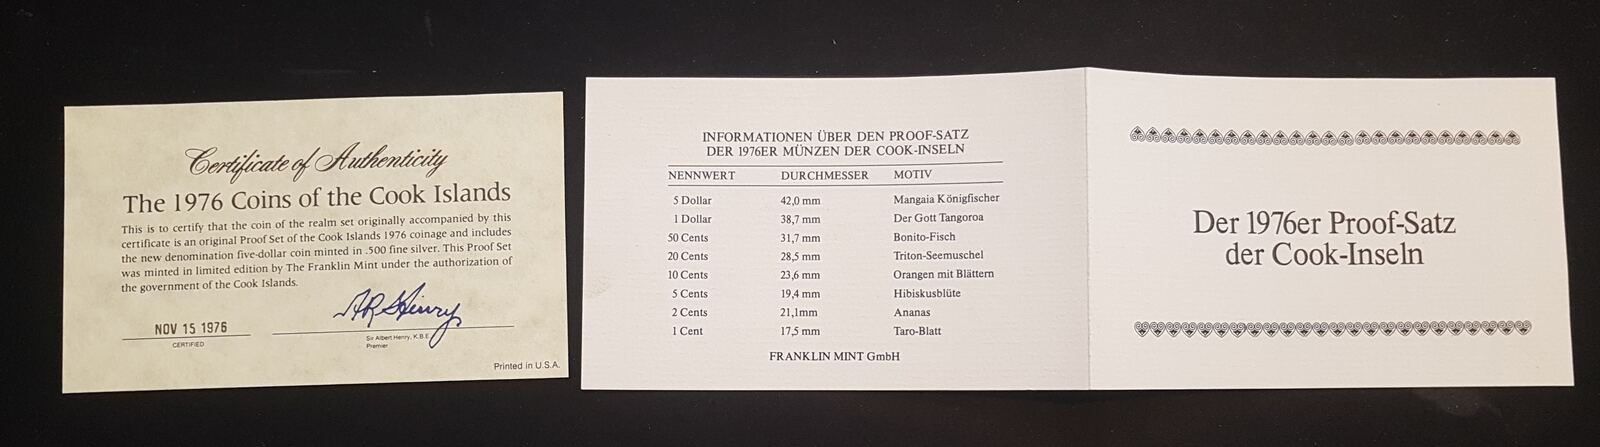 Certificate of Authenticity
The 1976 Coins of the Cook Islands
This is to certify that the coin of the realm set originally accompanied by this
certificate is an original Proof Set of the Cook Islands 1976 coinage and includes
the new denomination five-dollar coin minted in .500 fine silver. This Proof Set
was minted in limited edition by The Franklin Mint under the authorization of
the government of the Cook Islands.
NOV 15 1976
CERTIFIED
Sir Albert Henry, K.B.E.
Premier
Printed in U.S.A.
INFORMATIONEN ÜBER DEN PROOF-SATZ
DER 1976ER MÜNZEN DER COOK-INSELN
NENNWERT DURCHMESSER MOTIV
5 Dollar 42,0 mm Mangaia Königfischer
1 Dollar 38,7 mm Der Gott Tangoroa
50 Cents 31,7 mm Bonito-Fisch
20 Cents 28,5 mm Triton-Seemuschel
10 Cents 23,6 mm Orangen mit Blättern
5 Cents 19,4 mm Hibiskusblüte
2 Cents 21,1mm Ananas
1 Cent 17,5 mm Taro-Blatt
FRANKLIN MINT GmbH
Der 1976er Proof-Satz
der Cook-Inseln